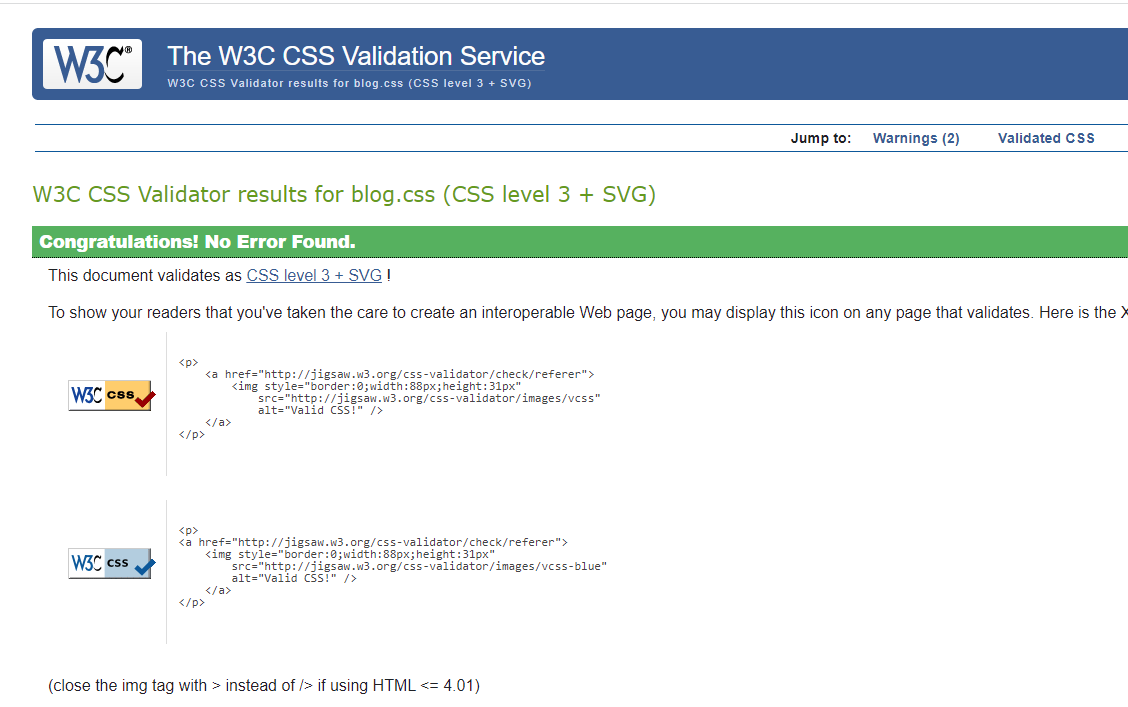 W3C®
The W3C CSS Validation Service
W3C CSS Validator results for blog.css (CSS level 3 + SVG)
Jump to: Warnings (2) Validated CSS
W3C CSS Validator results for blog.css (CSS level 3 + SVG)
Congratulations! No Error Found.
This document validates as CSS level 3 + SVG !
To show your readers that you've taken the care to create an interoperable Web page, you may display this icon on any page that validates. Here is the X
W3C css
<p>
<a href="http://jigsaw.w3.org/css-validator/check/referer">
<img style="border:0;width:88px;height:31px"
src="http://jigsaw.w3.org/css-validator/images/vcss"
alt="Valid CSS!" />
</a>
</p>
W3C css
<p>
<a href="http://jigsaw.w3.org/css-validator/check/referer">
<img style="border:0;width:88px;height:31px"
src="http://jigsaw.w3.org/css-validator/images/vcss-blue"
alt="Valid CSS!" />
</a>
</p>
(close the img tag with > instead of /> if using HTML <= 4.01)